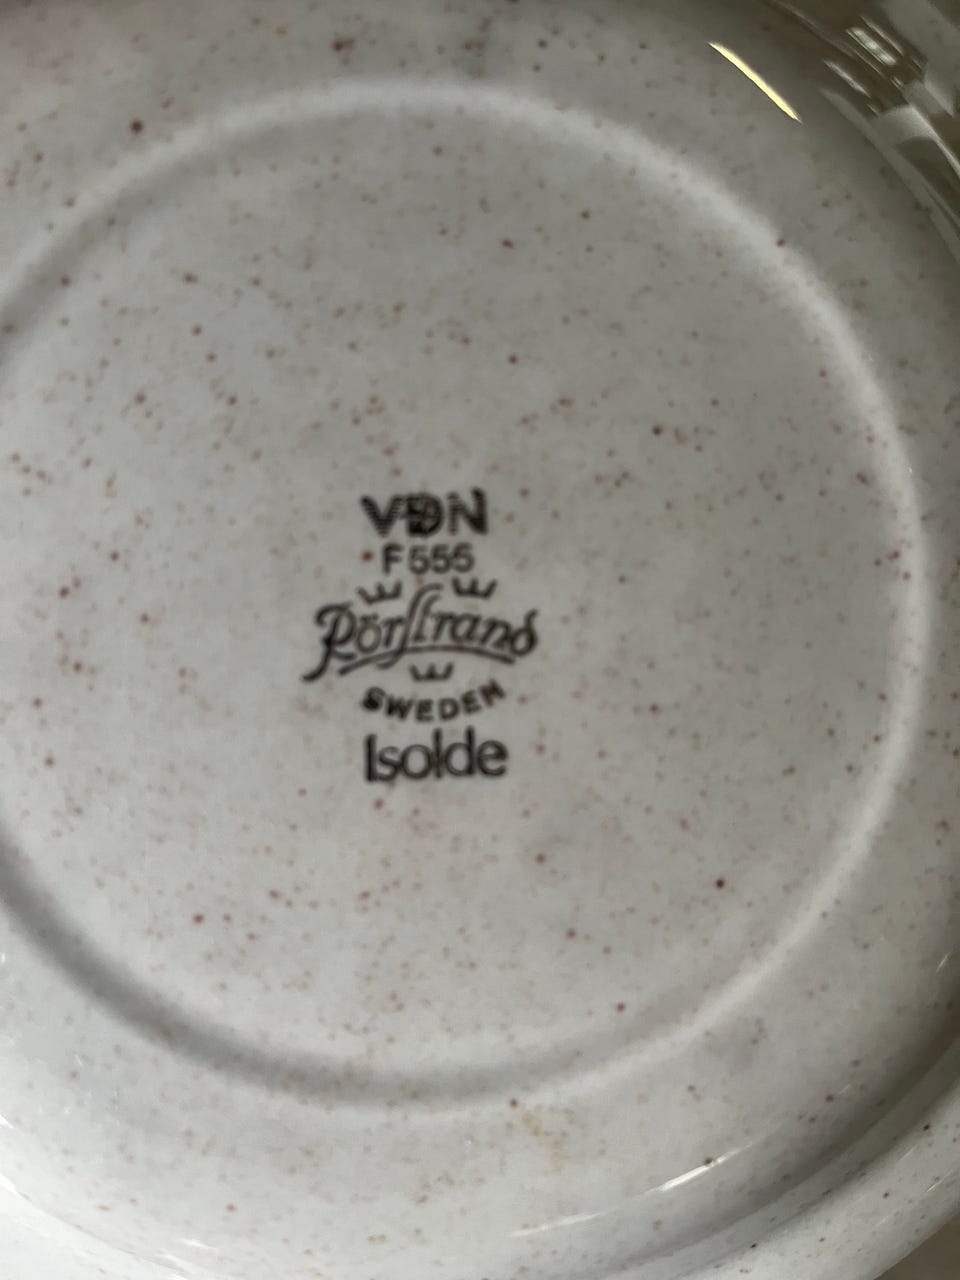 VDN
F555
Rörstrand
SWEDEN
Isolde